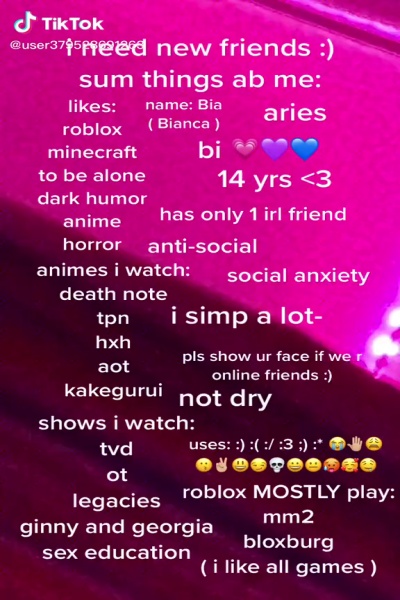 TikTok
@user379528091269
i need new friends :)
sum things ab me:
likes:
roblox
minecraft
to be alone
dark humor
anime
horror
name: Bia
( Bianca )
aries
bi 💗💜💙
14 yrs <3
has only 1 irl friend
anti-social
social anxiety
animes i watch:
death note
tpn
hxh
aot
kakegurui
i simp a lot-
pls show ur face if we r
online friends :)
not dry
shows i watch:
tvd
ot
legacies
ginny and georgia
sex education
uses: :) :( :/ :3 ;) :* 😭🤚🏼😩
😗✌🏼😃😏💀😀😐🥵🥰☺️
roblox MOSTLY play:
mm2
bloxburg
( i like all games )